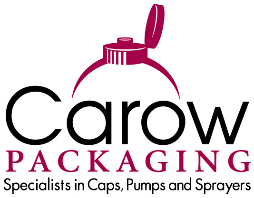 Carow
PACKAGING
Specialists in Caps, Pumps and Sprayers